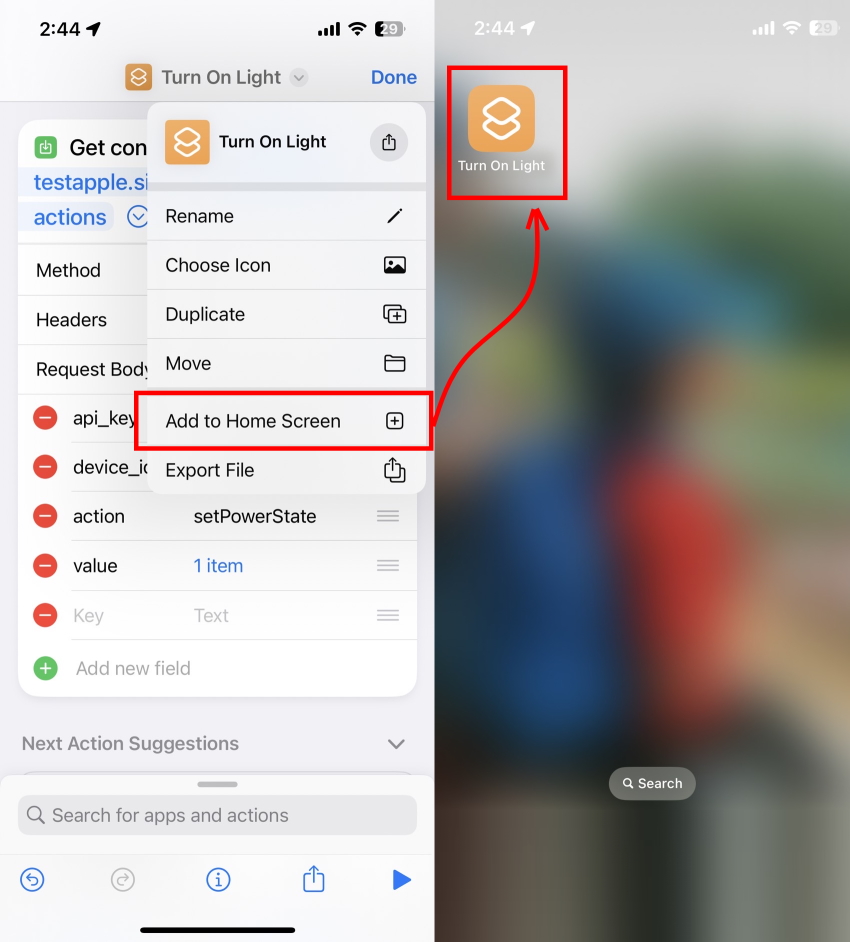 2:44
29
Turn On Light
Done
Get con
testapple.si
actions
Turn On Light
Rename
Choose Icon
Duplicate
Move
Add to Home Screen
Export File
Method
Headers
Request Body
api_key
device_id
action setPowerState
value 1 item
Key Text
Add new field
Next Action Suggestions
Search for apps and actions
2:44
29
Turn On Light
Search